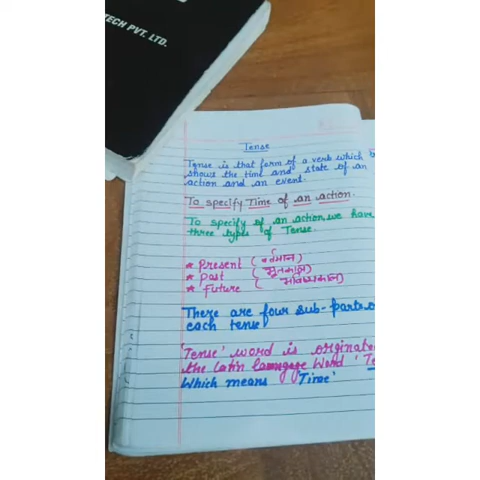 TECH PVT. LTD.
Tense
Tense is that form of a verb which
shows the time and state of an
action and an event.
To specify Time of an action.
To specify of an action, we have
three types of Tense.
* Present (वर्तमान)
* Past (भूतकाल)
* Future (भविष्यकाल)
There are four sub-parts
each tense
'Tense' word is orginate
the Latin laungage Word '
Which means 'Time'